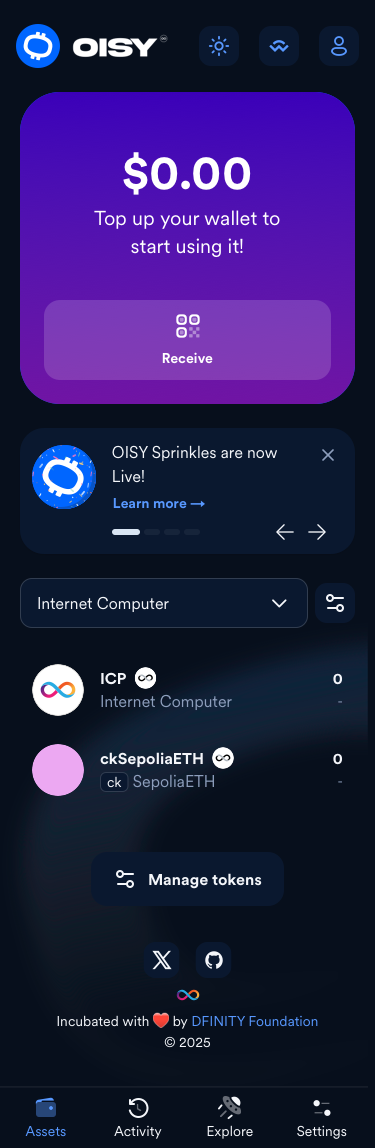 OISY
$0.00
Top up your wallet to
start using it!
Receive
OISY Sprinkles are now
Live!
Learn more →
Internet Computer
ICP 0
Internet Computer -
ckSepoliaETH 0
ck SepoliaETH -
Manage tokens
Incubated with ❤️ by DFINITY Foundation
© 2025
Assets Activity Explore Settings